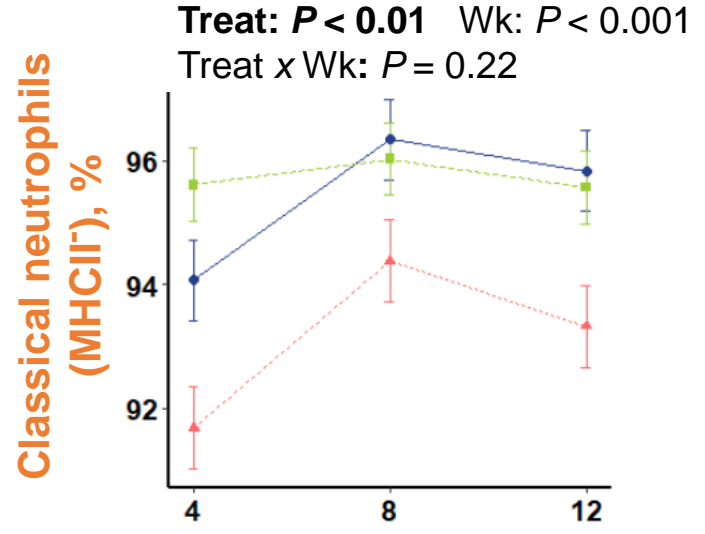 Treat: P < 0.01 Wk: P < 0.001
Treat x Wk: P = 0.22
Classical neutrophils
(MHCII⁻), %
96
94
92
4 8 12